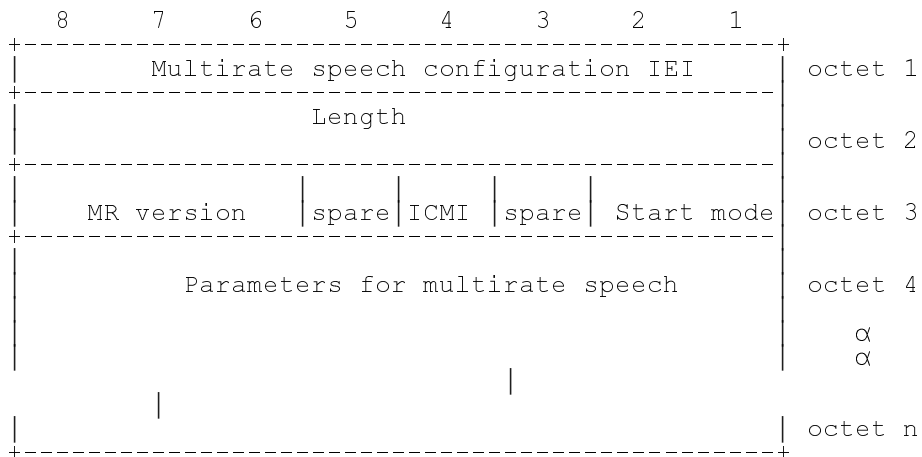 8 7 6 5 4 3 2 1
Multirate speech configuration IEI octet 1
Length
octet 2
MR version spare ICMI spare Start mode octet 3
Parameters for multirate speech octet 4
α
α
octet n